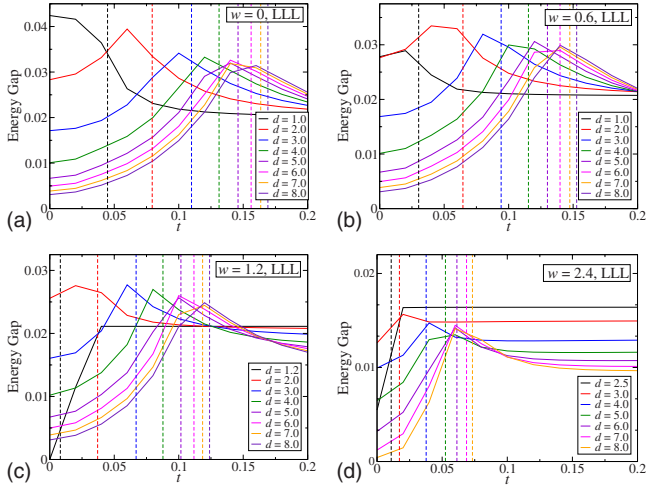 w = 0, LLL
Energy Gap
0.04
0.03
0.02
0.01
0
0
0.05
0.1
0.15
0.2
t
d = 1.0
d = 2.0
d = 3.0
d = 4.0
d = 5.0
d = 6.0
d = 7.0
d = 8.0
(a)
w = 0.6, LLL
Energy Gap
0.03
0.02
0.01
0
0
0.05
0.1
0.15
0.2
t
d = 1.0
d = 2.0
d = 3.0
d = 4.0
d = 5.0
d = 6.0
d = 7.0
d = 8.0
(b)
w = 1.2, LLL
Energy Gap
0.03
0.02
0.01
0
0
0.05
0.1
0.15
0.2
t
d = 1.2
d = 2.0
d = 3.0
d = 4.0
d = 5.0
d = 6.0
d = 7.0
d = 8.0
(c)
w = 2.4, LLL
Energy Gap
0.02
0.01
0
0
0.05
0.1
0.15
0.2
t
d = 2.5
d = 3.0
d = 4.0
d = 5.0
d = 6.0
d = 7.0
d = 8.0
(d)